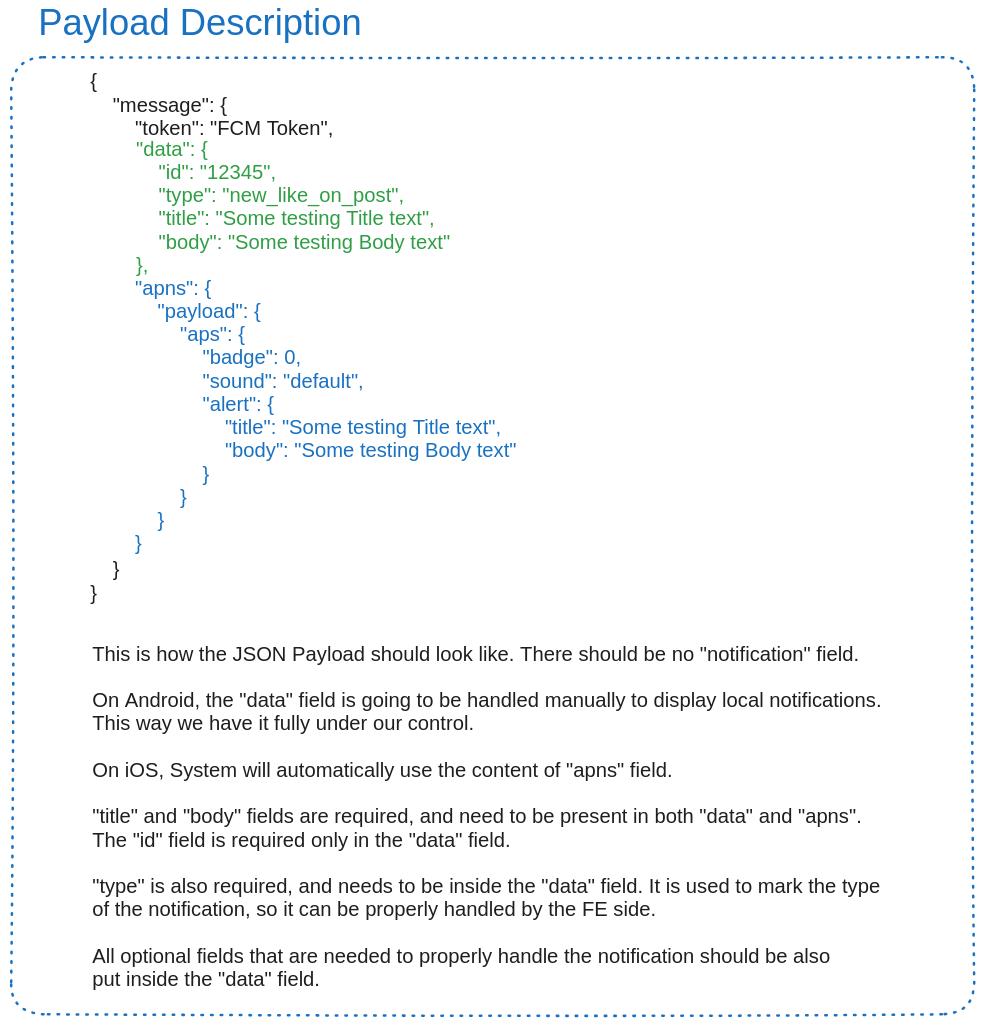 Payload Description
{
"message": {
"token": "FCM Token",
"data": {
"id": "12345",
"type": "new_like_on_post",
"title": "Some testing Title text",
"body": "Some testing Body text"
},
"apns": {
"payload": {
"aps": {
"badge": 0,
"sound": "default",
"alert": {
"title": "Some testing Title text",
"body": "Some testing Body text"
}
}
}
}
}
}
This is how the JSON Payload should look like. There should be no "notification" field.
On Android, the "data" field is going to be handled manually to display local notifications.
This way we have it fully under our control.
On iOS, System will automatically use the content of "apns" field.
"title" and "body" fields are required, and need to be present in both "data" and "apns".
The "id" field is required only in the "data" field.
"type" is also required, and needs to be inside the "data" field. It is used to mark the type
of the notification, so it can be properly handled by the FE side.
All optional fields that are needed to properly handle the notification should be also
put inside the "data" field.